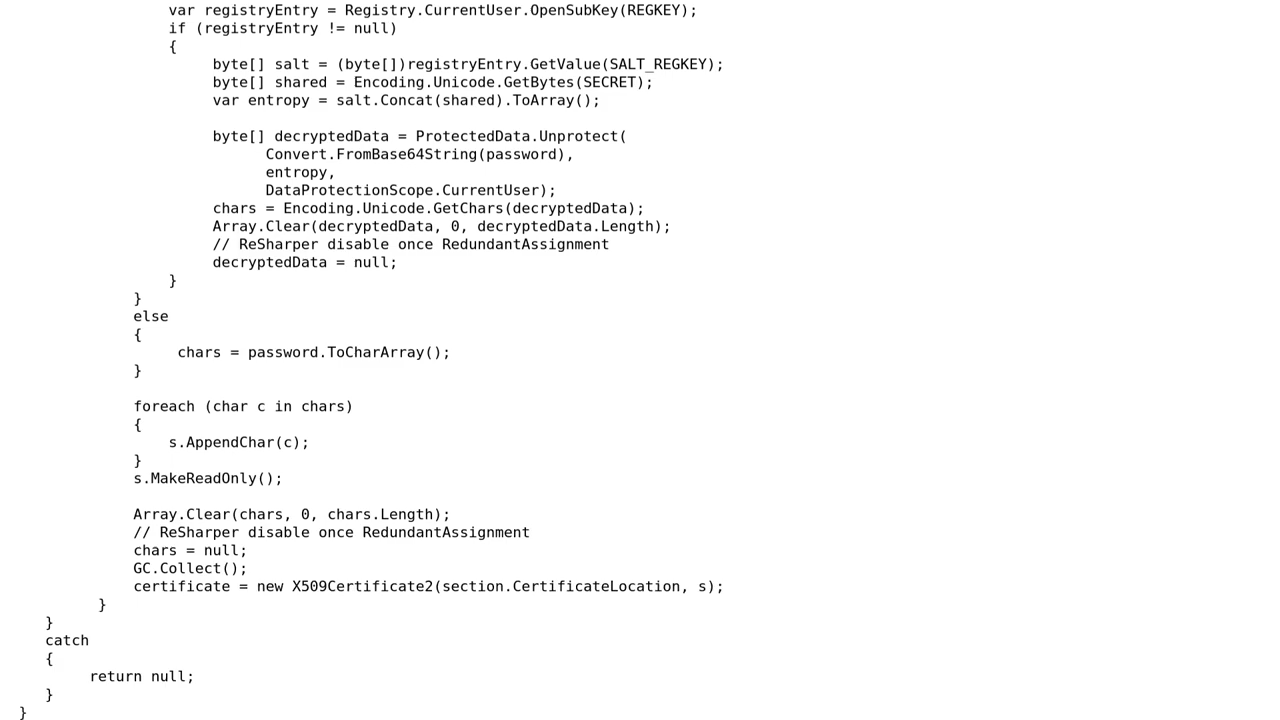 var registryEntry = Registry.CurrentUser.OpenSubKey(REGKEY);
if (registryEntry != null)
{
byte[] salt = (byte[])registryEntry.GetValue(SALT_REGKEY);
byte[] shared = Encoding.Unicode.GetBytes(SECRET);
var entropy = salt.Concat(shared).ToArray();
byte[] decryptedData = ProtectedData.Unprotect(
Convert.FromBase64String(password),
entropy,
DataProtectionScope.CurrentUser);
chars = Encoding.Unicode.GetChars(decryptedData);
Array.Clear(decryptedData, 0, decryptedData.Length);
// ReSharper disable once RedundantAssignment
decryptedData = null;
}
}
else
{
chars = password.ToCharArray();
}
foreach (char c in chars)
{
s.AppendChar(c);
}
s.MakeReadOnly();
Array.Clear(chars, 0, chars.Length);
// ReSharper disable once RedundantAssignment
chars = null;
GC.Collect();
certificate = new X509Certificate2(section.CertificateLocation, s);
}
}
catch
{
return null;
}
}